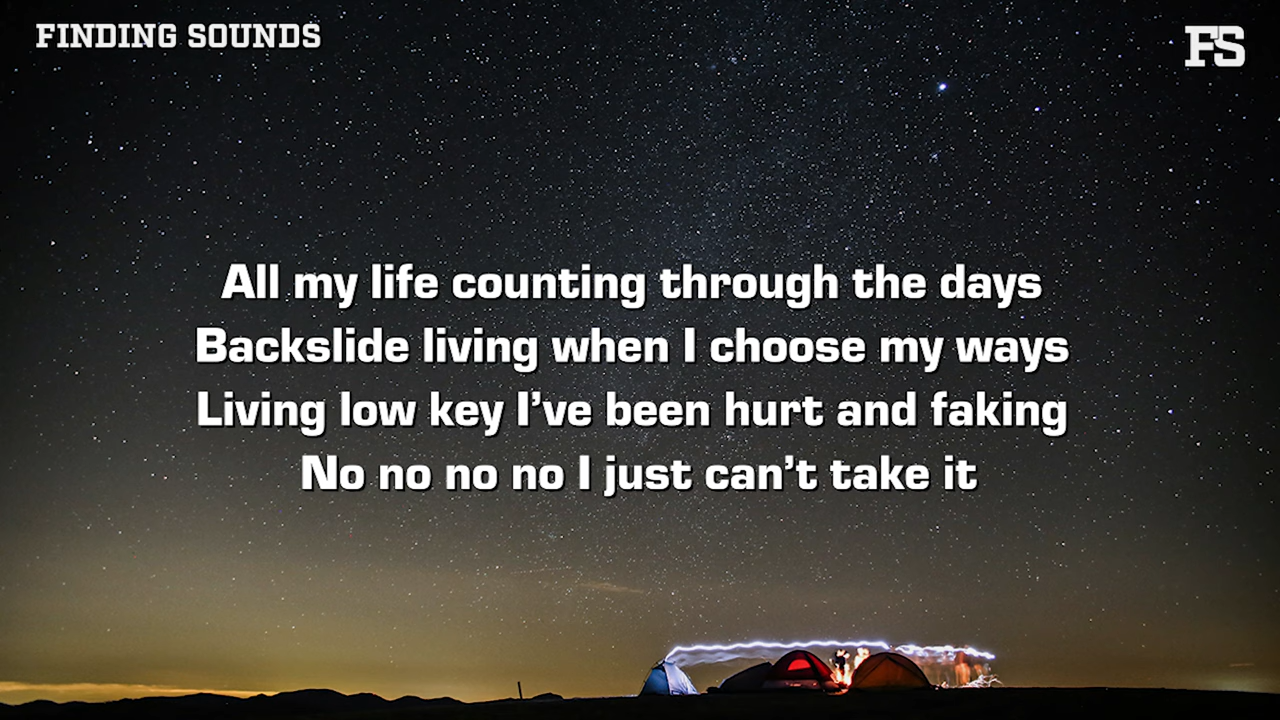 FINDING SOUNDS
FS
All my life counting through the days
Backslide living when I choose my ways
Living low key I've been hurt and faking
No no no no I just can't take it